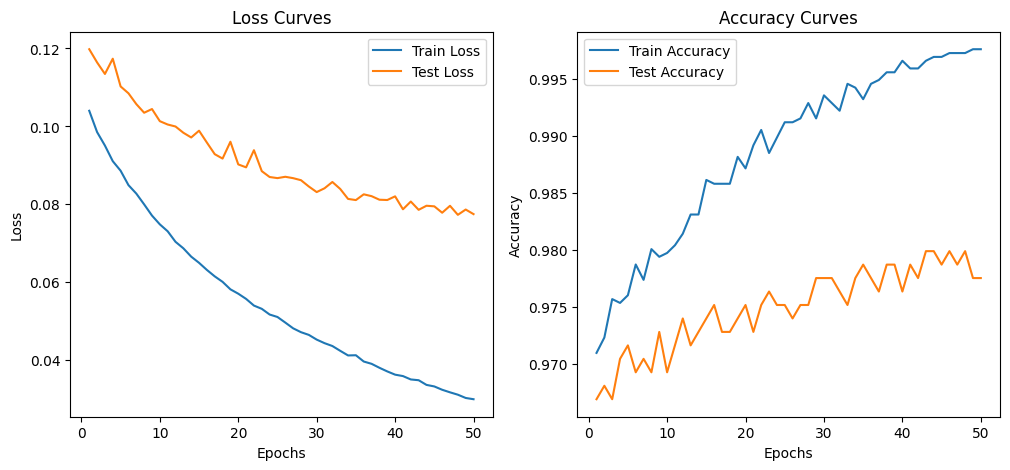 Loss Curves
Train Loss
Test Loss
0.12
0.10
0.08
0.06
0.04
Loss
0 10 20 30 40 50
Epochs
Accuracy Curves
Train Accuracy
Test Accuracy
0.995
0.990
0.985
0.980
0.975
0.970
Accuracy
0 10 20 30 40 50
Epochs